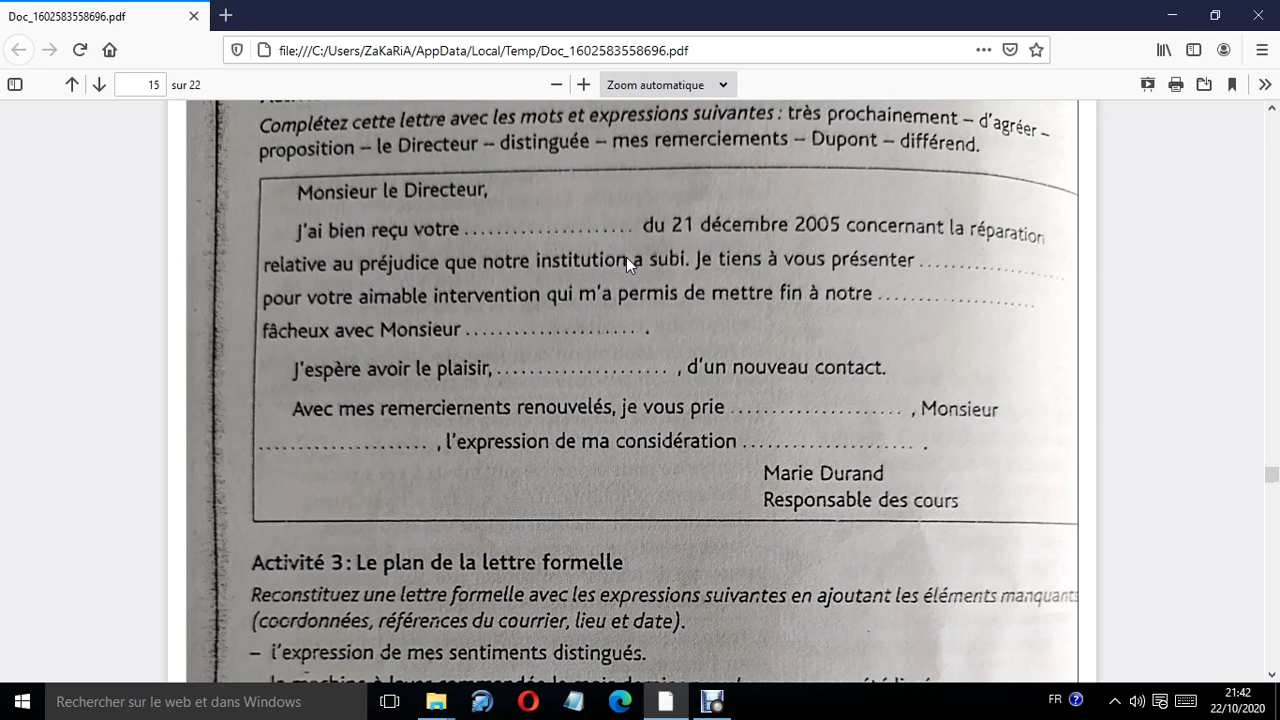 Doc_1602583558696.pdf
file:///C:/Users/ZaKaRiA/AppData/Local/Temp/Doc_1602583558696.pdf
15 sur 22
Zoom automatique
Complétez cette lettre avec les mots et expressions suivantes : très prochainement – d'agréer –
proposition – le Directeur – distinguée – mes remerciements – Dupont – différend.
Monsieur le Directeur,
J'ai bien reçu votre .................... du 21 décembre 2005 concernant la réparation
relative au préjudice que notre institution a subi. Je tiens à vous présenter ....................
pour votre aimable intervention qui m'a permis de mettre fin à notre ....................
fâcheux avec Monsieur .................... .
J'espère avoir le plaisir, .................... , d'un nouveau contact.
Avec mes remerciements renouvelés, je vous prie .................... , Monsieur
.................... , l'expression de ma considération .................... .
Marie Durand
Responsable des cours
Activité 3 : Le plan de la lettre formelle
Reconstituez une lettre formelle avec les expressions suivantes en ajoutant les éléments manquants
(coordonnées, références du courrier, lieu et date).
– l'expression de mes sentiments distingués.
Rechercher sur le web et dans Windows
FR
21:42
22/10/2020